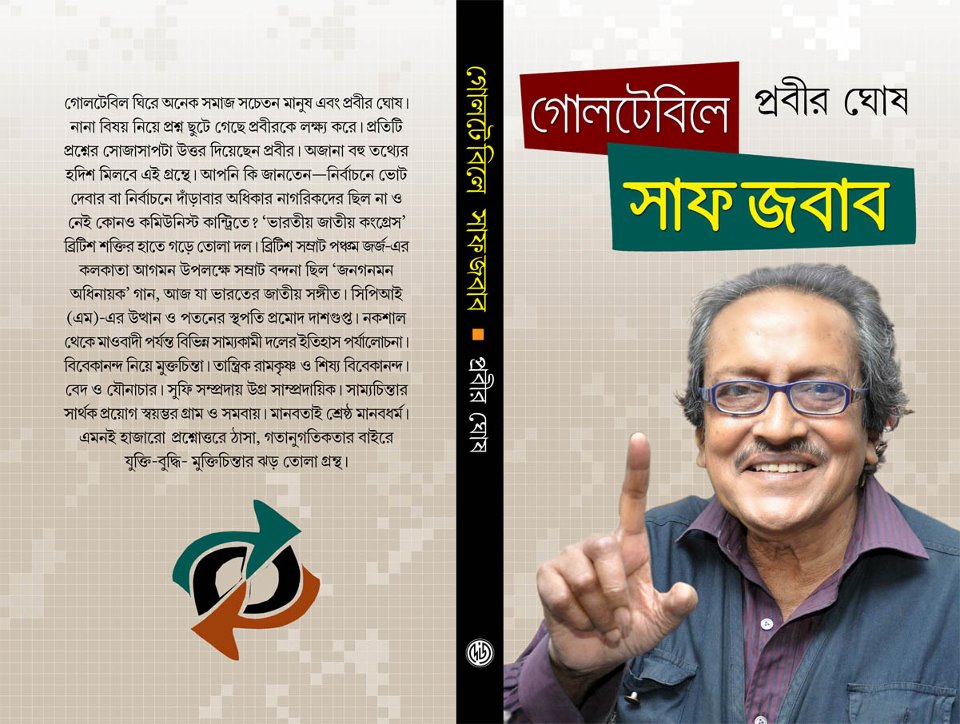 গোলটেবিল ঘিরে অনেক সমাজ সচেতন মানুষ এবং প্রবীর ঘোষ।
নানা বিষয় নিয়ে প্রশ্ন ছুটে গেছে প্রবীরকে লক্ষ্য করে। প্রতিটি
প্রশ্নের সোজাসাপটা উত্তর দিয়েছেন প্রবীর। অজানা বহু তথ্যের
হদিশ মিলবে এই গ্রন্থে। আপনি কি জানতেন—নির্বাচনে ভোট
দেবার বা নির্বাচনে দাঁড়াবার অধিকার নাগরিকদের ছিল না ও
নেই কোনও কমিউনিস্ট কান্ট্রিতে? ‘ভারতীয় জাতীয় কংগ্রেস’
ব্রিটিশ শক্তির হাতে গড়ে তোলা দল। ব্রিটিশ সম্রাট পঞ্চম জর্জ-এর
কলকাতা আগমন উপলক্ষে সম্রাট বন্দনা ছিল ‘জনগনমন
অধিনায়ক’ গান, আজ যা ভারতের জাতীয় সঙ্গীত। সিপিআই
(এম)-এর উত্থান ও পতনের স্থপতি প্রমোদ দাশগুপ্ত। নকশাল
থেকে মাওবাদী পর্যন্ত বিভিন্ন সাম্যকামী দলের ইতিহাস পর্যালোচনা।
বিবেকানন্দ নিয়ে মুক্তচিন্তা। তান্ত্রিক রামকৃষ্ণ ও শিষ্য বিবেকানন্দ।
বেদ ও যৌনাচার। সুফি সম্প্রদায় উগ্র সাম্প্রদায়িক। সাম্যচিন্তার
সার্থক প্রয়োগ স্বয়ম্ভর গ্রাম ও সমবায়। মানবতাই শ্রেষ্ঠ মানবধর্ম।
এমনই হাজারো প্রশ্নোত্তরে ঠাসা, গতানুগতিকতার বাইরে
যুক্তি-বুদ্ধি- মুক্তিচিন্তার ঝড় তোলা গ্রন্থ।
গোলটেবিলে সাফ জবাব ■ প্রবীর ঘোষ
দে'জ
গোলটেবিলে
প্রবীর ঘোষ
সাফ জবাব